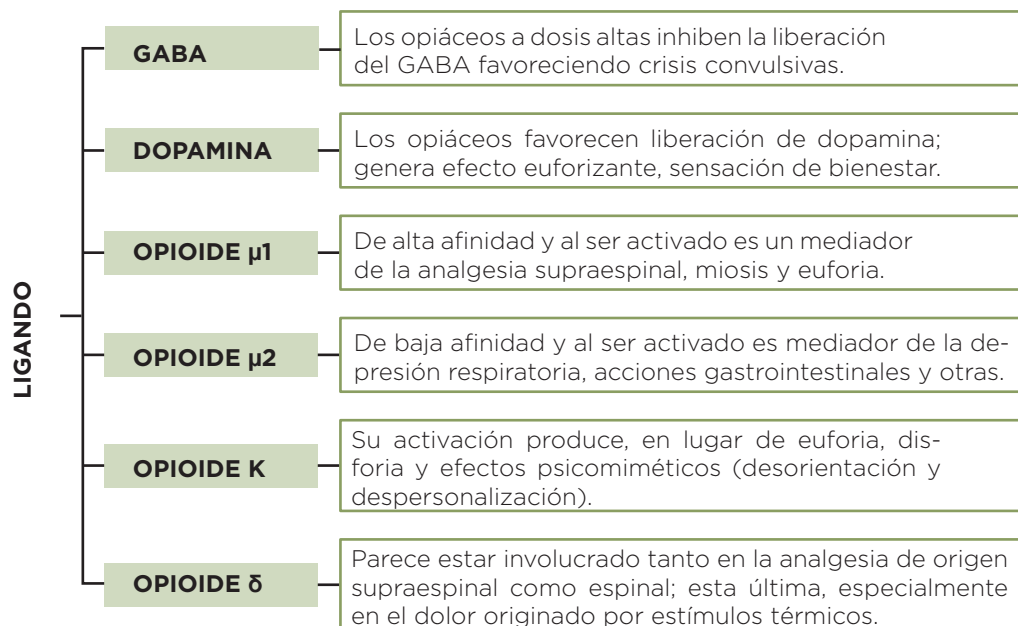 LIGANDO
GABA
Los opiáceos a dosis altas inhiben la liberación
del GABA favoreciendo crisis convulsivas.
DOPAMINA
Los opiáceos favorecen liberación de dopamina;
genera efecto euforizante, sensación de bienestar.
OPIOIDE μ1
De alta afinidad y al ser activado es un mediador
de la analgesia supraespinal, miosis y euforia.
OPIOIDE μ2
De baja afinidad y al ser activado es mediador de la de-
presión respiratoria, acciones gastrointestinales y otras.
OPIOIDE K
Su activación produce, en lugar de euforia, dis-
foria y efectos psicomiméticos (desorientación y
despersonalización).
OPIOIDE δ
Parece estar involucrado tanto en la analgesia de origen
supraespinal como espinal; esta última, especialmente
en el dolor originado por estímulos térmicos.